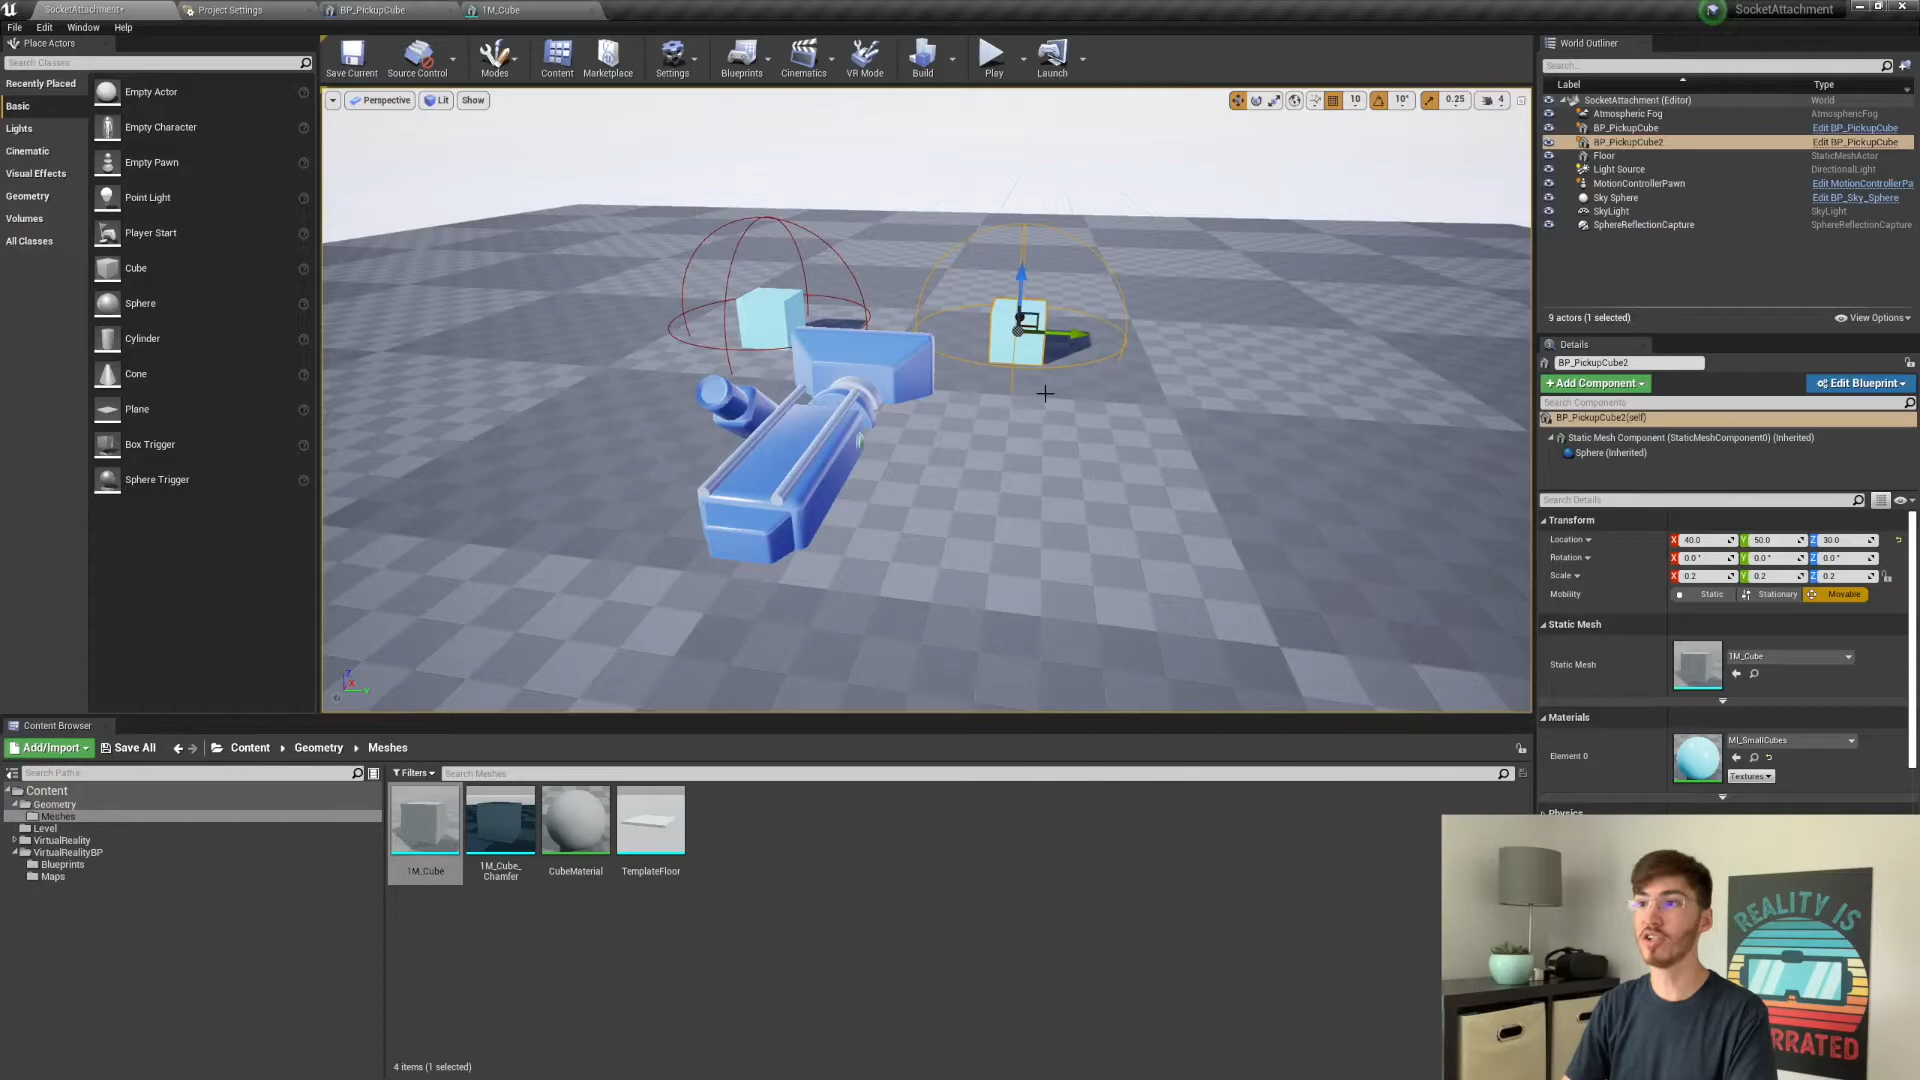 SocketAttachment*
Project Settings
BP_PickupCube
1M_Cube
SocketAttachment
File Edit Window Help
Place Actors
Search Classes
Recently Placed
Basic
Lights
Cinematic
Visual Effects
Geometry
Volumes
All Classes
Empty Actor
Empty Character
Empty Pawn
Point Light
Player Start
Cube
Sphere
Cylinder
Cone
Plane
Box Trigger
Sphere Trigger
Save Current
Source Control
Modes
Content
Marketplace
Settings
Blueprints
Cinematics
VR Mode
Build
Play
Launch
Perspective
Lit
Show
10
10°
0.25
4
Z
X
Y
World Outliner
Search...
Label Type
SocketAttachment (Editor) World
Atmospheric Fog AtmosphericFog
BP_PickupCube Edit BP_PickupCube
BP_PickupCube2 Edit BP_PickupCube
Floor StaticMeshActor
Light Source DirectionalLight
MotionControllerPawn Edit MotionControllerPa
Sky Sphere Edit BP_Sky_Sphere
SkyLight SkyLight
SphereReflectionCapture SphereReflectionCapture
9 actors (1 selected)
View Options
Details
BP_PickupCube2
+Add Component
Edit Blueprint
Search Components
BP_PickupCube2(self)
Static Mesh Component (StaticMeshComponent0) (Inherited)
Sphere (Inherited)
Search Details
Transform
Location X 40.0 Y 50.0 Z 30.0
Rotation X 0.0° Y 0.0° Z 0.0°
Scale X 0.2 Y 0.2 Z 0.2
Mobility Static Stationary Movable
Static Mesh
Static Mesh 1M_Cube
Materials
Element 0 MI_SmallCubes
Textures
Physics
Content Browser
Add/Import
Save All
Content Geometry Meshes
Search Paths
Filters
Search Meshes
Content
Geometry
Meshes
Level
VirtualReality
VirtualRealityBP
Blueprints
Maps
1M_Cube
1M_Cube_
Chamfer
CubeMaterial
TemplateFloor
4 items (1 selected)
REALITY IS
RRATED